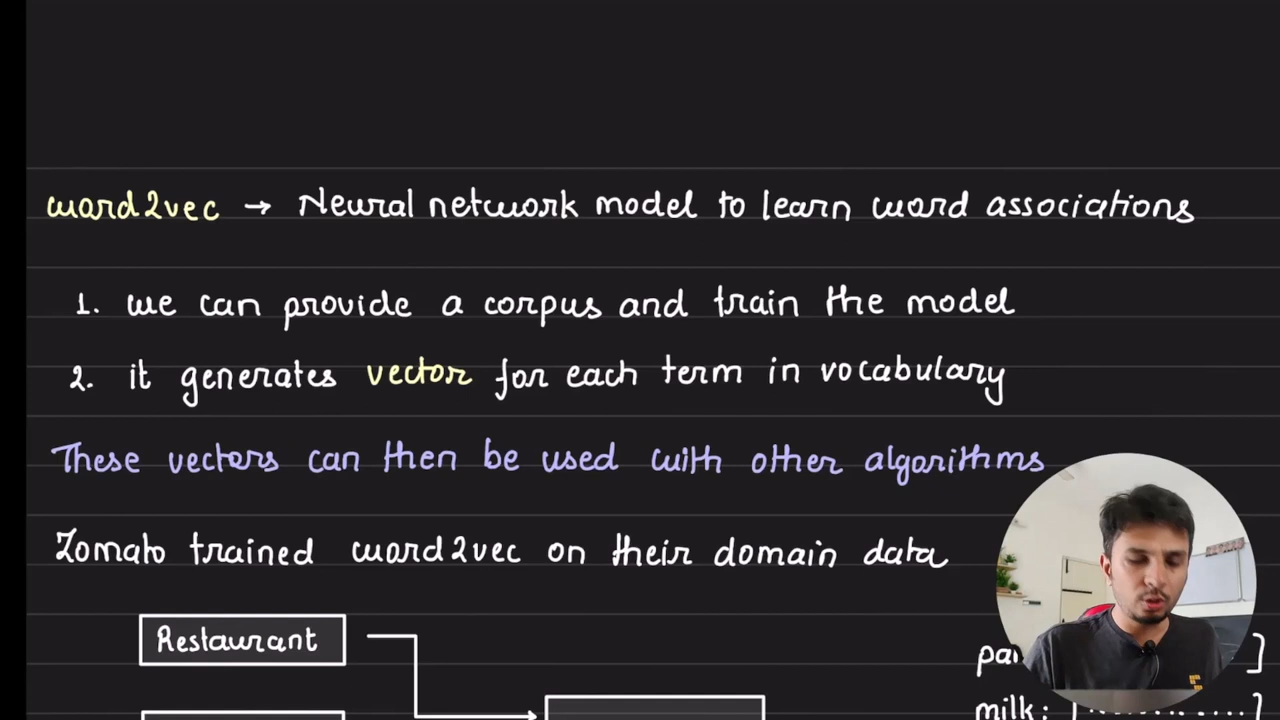 word2vec → Neural network model to learn word associations
1. we can provide a corpus and train the model
2. it generates vector for each term in vocabulary
These vectors can then be used with other algorithms
Zomato trained word2vec on their domain data
Restaurant
]
milk: [..........]